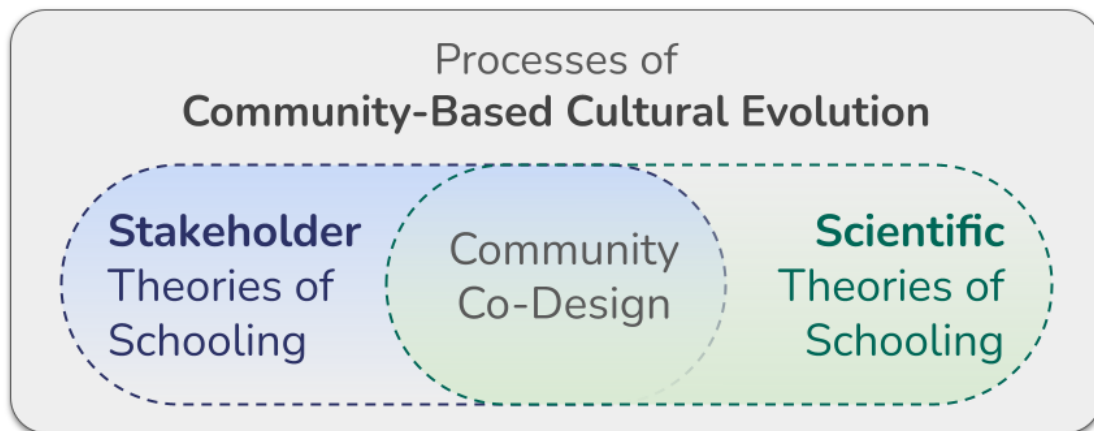 Processes of
Community-Based Cultural Evolution
Stakeholder
Theories of
Schooling
Community
Co-Design
Scientific
Theories of
Schooling